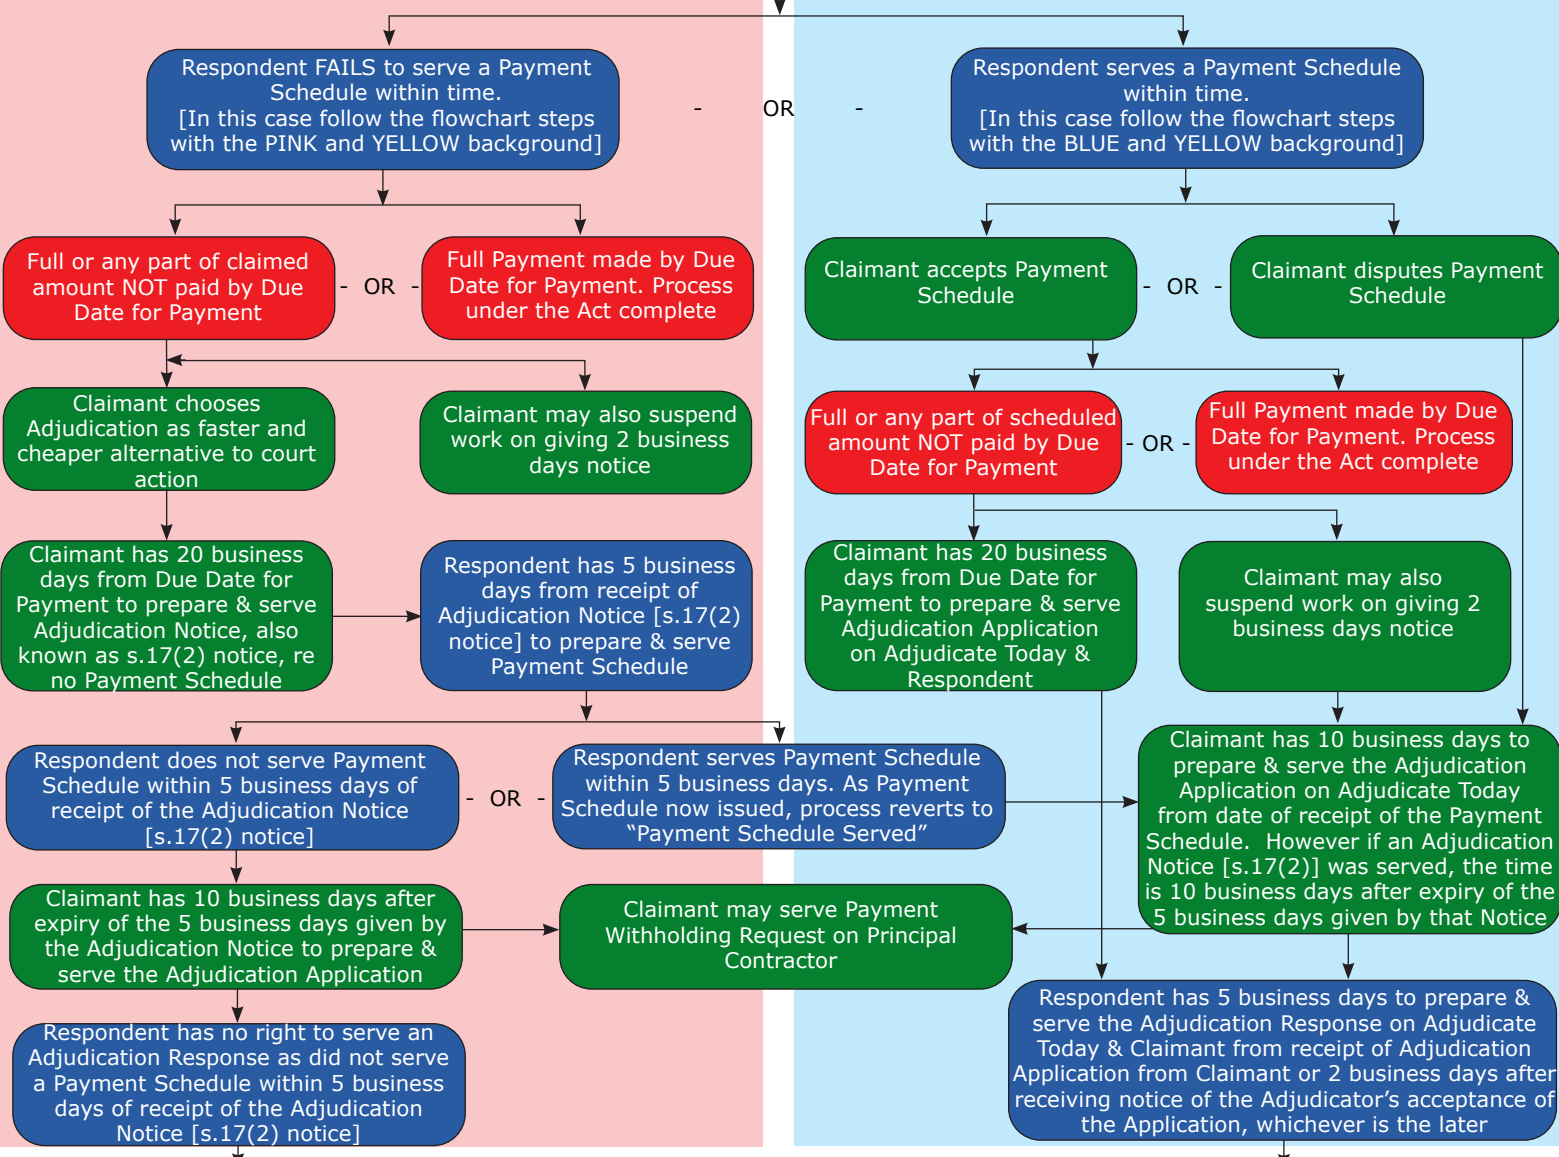 Respondent FAILS to serve a Payment
Schedule within time.
[In this case follow the flowchart steps
with the PINK and YELLOW background]
- OR -
Respondent serves a Payment Schedule
within time.
[In this case follow the flowchart steps
with the BLUE and YELLOW background]
Full or any part of claimed
amount NOT paid by Due
Date for Payment
- OR -
Full Payment made by Due
Date for Payment. Process
under the Act complete
Claimant accepts Payment
Schedule
- OR -
Claimant disputes Payment
Schedule
Claimant chooses
Adjudication as faster and
cheaper alternative to court
action
Claimant may also suspend
work on giving 2 business
days notice
Full or any part of scheduled
amount NOT paid by Due
Date for Payment
- OR -
Full Payment made by Due
Date for Payment. Process
under the Act complete
Claimant has 20 business
days from Due Date for
Payment to prepare & serve
Adjudication Notice, also
known as s.17(2) notice, re
no Payment Schedule
Respondent has 5 business
days from receipt of
Adjudication Notice [s.17(2)
notice] to prepare & serve
Payment Schedule
Claimant has 20 business
days from Due Date for
Payment to prepare & serve
Adjudication Application
on Adjudicate Today &
Respondent
Claimant may also
suspend work on giving 2
business days notice
Respondent does not serve Payment
Schedule within 5 business days of
receipt of the Adjudication Notice
[s.17(2) notice]
- OR -
Respondent serves Payment Schedule
within 5 business days. As Payment
Schedule now issued, process reverts to
“Payment Schedule Served”
Claimant has 10 business days to
prepare & serve the Adjudication
Application on Adjudicate Today
from date of receipt of the Payment
Schedule. However if an Adjudication
Notice [s.17(2)] was served, the time
is 10 business days after expiry of the
5 business days given by that Notice
Claimant has 10 business days after
expiry of the 5 business days given by
the Adjudication Notice to prepare &
serve the Adjudication Application
Claimant may serve Payment
Withholding Request on Principal
Contractor
Respondent has no right to serve an
Adjudication Response as did not serve
a Payment Schedule within 5 business
days of receipt of the Adjudication
Notice [s.17(2) notice]
Respondent has 5 business days to prepare &
serve the Adjudication Response on Adjudicate
Today & Claimant from receipt of Adjudication
Application from Claimant or 2 business days after
receiving notice of the Adjudicator’s acceptance of
the Application, whichever is the later